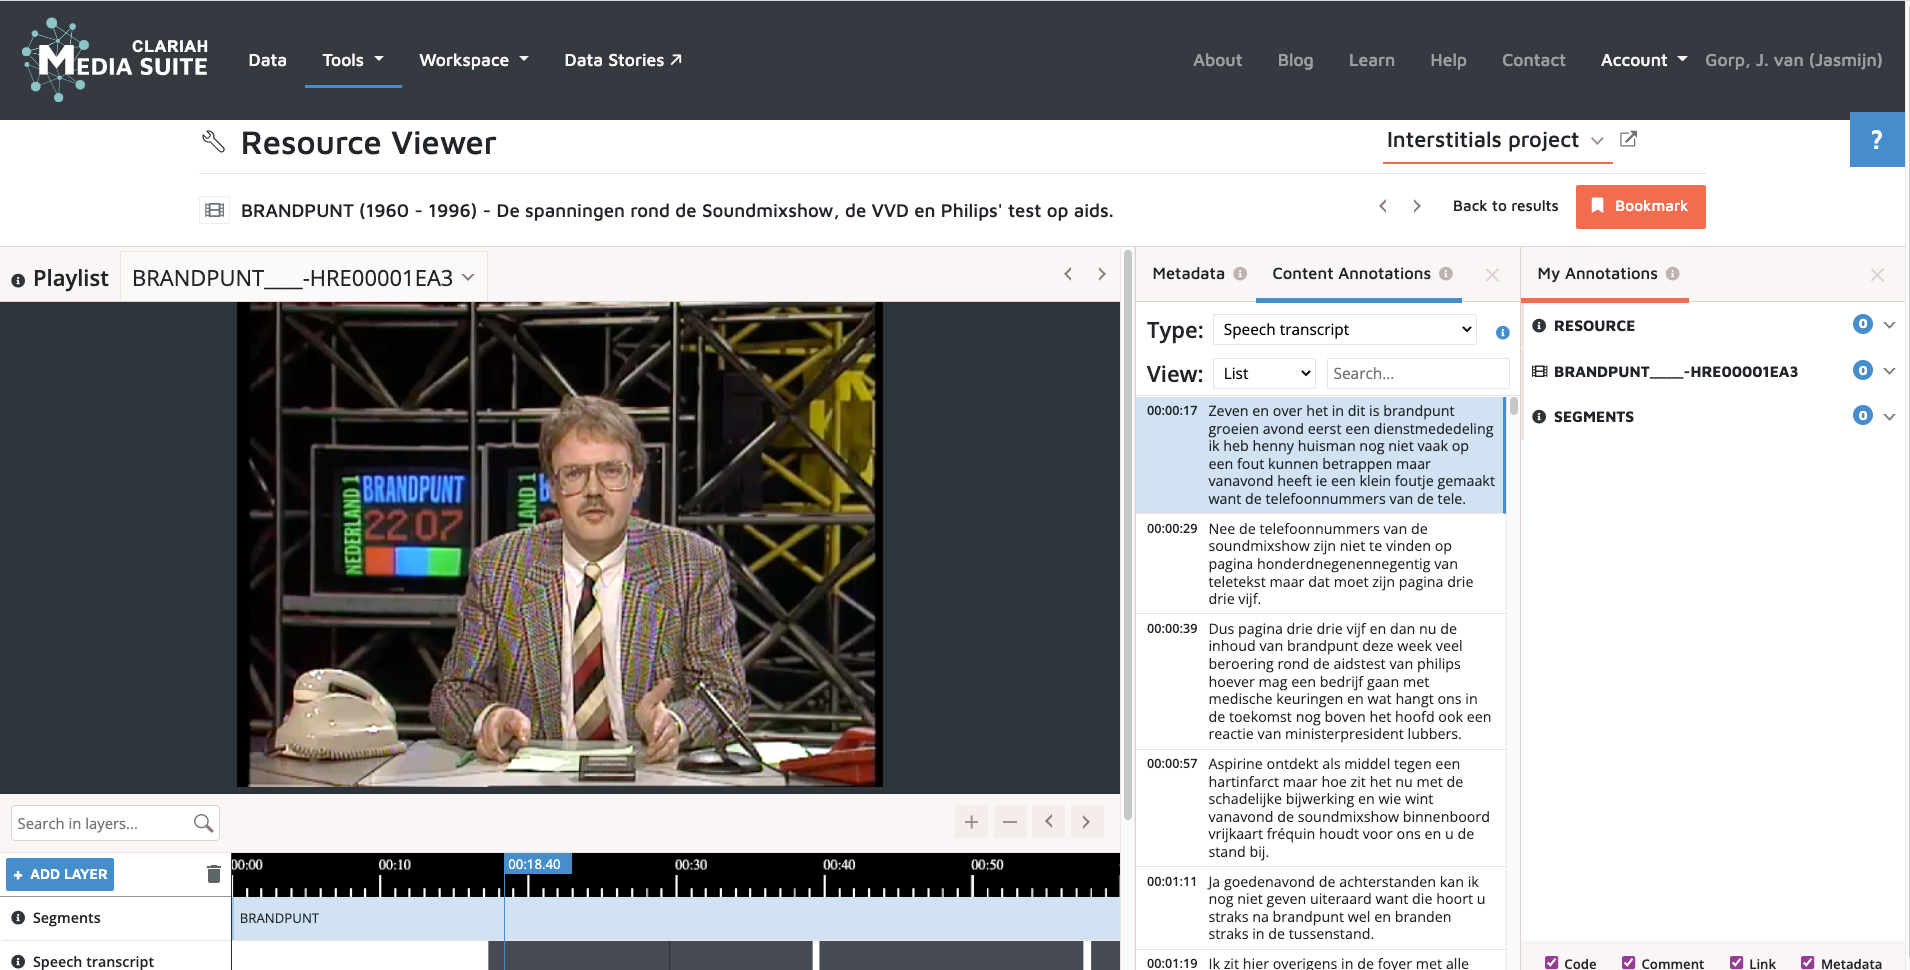 CLARIAH
MEDIA SUITE
Data
Tools
Workspace
Data Stories
About
Blog
Learn
Help
Contact
Account
Gorp, J. van (Jasmijn)
Resource Viewer
Interstitials project
?
BRANDPUNT (1960 - 1996) - De spanningen rond de Soundmixshow, de VVD en Philips' test op aids.
Back to results
Bookmark
Playlist
BRANDPUNT____-HRE00001EA3
NEDERLAND 1
BRANDPUNT
22:07
Search in layers...
00:00
00:10
00:18.40
00:30
00:40
00:50
+ ADD LAYER
Segments
BRANDPUNT
Speech transcript
Metadata
Content Annotations
Type:
Speech transcript
View:
List
Search...
00:00:17
Zeven en over het in dit is brandpunt
groeien avond eerst een dienstmededeling
ik heb henny huisman nog niet vaak op
een fout kunnen betrappen maar
vanavond heeft ie een klein foutje gemaakt
want de telefoonnummers van de tele.
00:00:29
Nee de telefoonnummers van de
soundmixshow zijn niet te vinden op
pagina honderdnegenennegentig van
teletekst maar dat moet zijn pagina drie
drie vijf.
00:00:39
Dus pagina drie drie vijf en dan nu de
inhoud van brandpunt deze week veel
beroering rond de aidstest van philips
hoever mag een bedrijf gaan met
medische keuringen en wat hangt ons in
de toekomst nog boven het hoofd ook een
reactie van ministerpresident lubbers.
00:00:57
Aspirine ontdekt als middel tegen een
hartinfarct maar hoe zit het nu met de
schadelijke bijwerking en wie wint
vanavond de soundmixshow binnenboord
vrijkaart fréquin houdt voor ons en u de
stand bij.
00:01:11
Ja goedenavond de achterstanden kan ik
nog niet geven uiteraard want die hoort u
straks na brandpunt wel en branden
straks in de tussenstand.
00:01:19
Ik zit hier overigens in de foyer met alle
My Annotations
RESOURCE
0
BRANDPUNT____-HRE00001EA3
0
SEGMENTS
0
Code
Comment
Link
Metadata